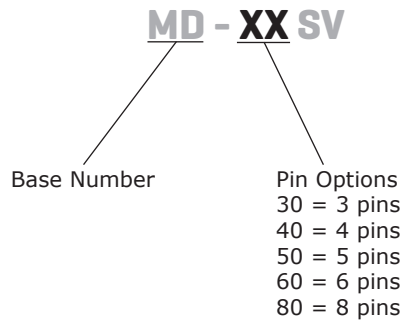 MD - XX SV
Base Number
Pin Options
30 = 3 pins
40 = 4 pins
50 = 5 pins
60 = 6 pins
80 = 8 pins